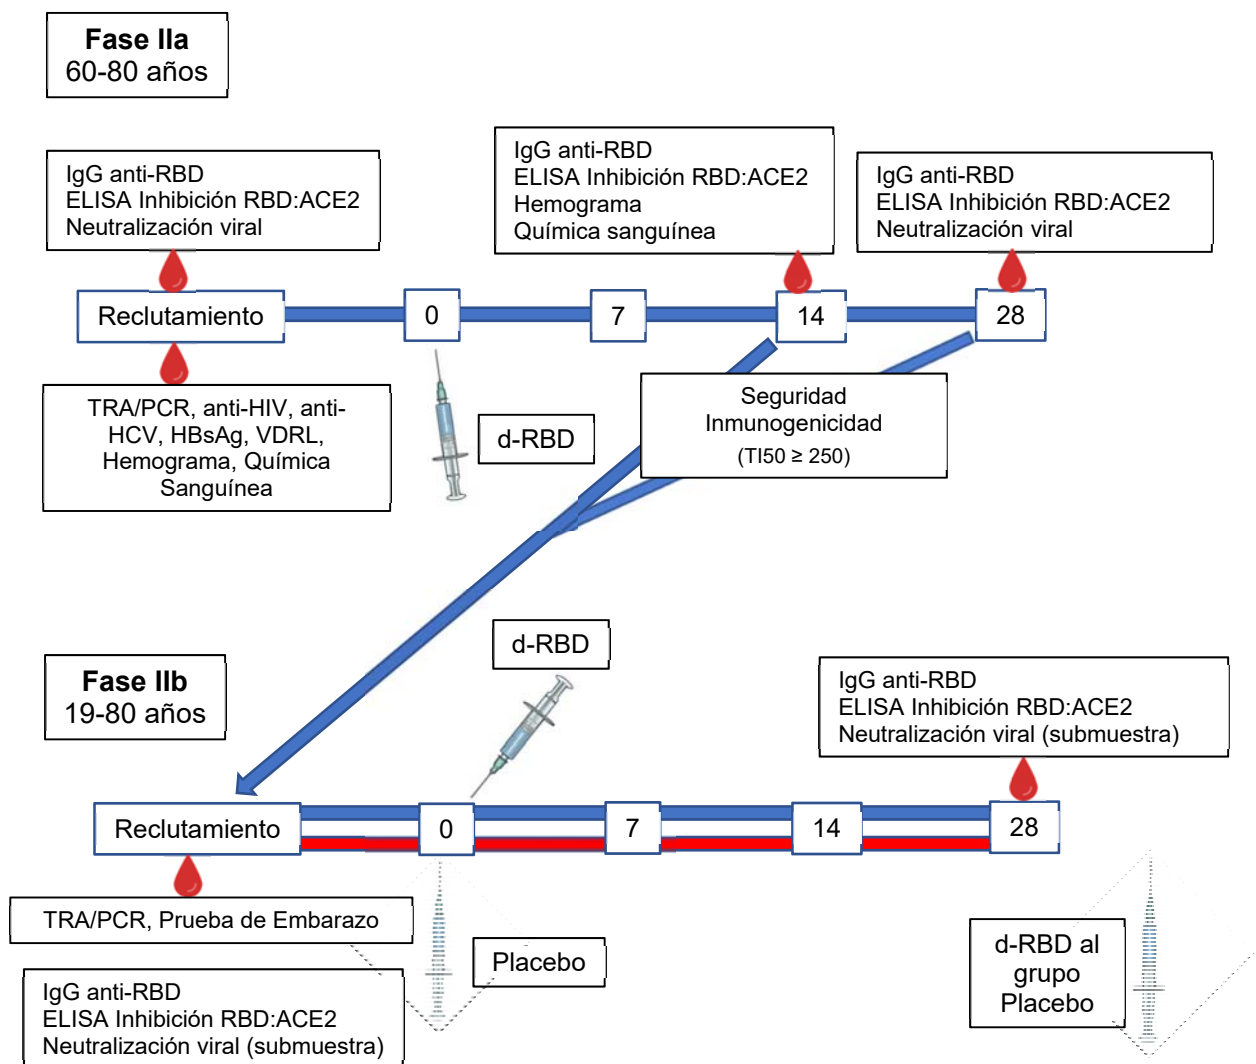 Fase IIa
60-80 años
IgG anti-RBD
ELISA Inhibición RBD:ACE2
Neutralización viral
IgG anti-RBD
ELISA Inhibición RBD:ACE2
Hemograma
Química sanguínea
IgG anti-RBD
ELISA Inhibición RBD:ACE2
Neutralización viral
Reclutamiento
0
7
14
28
TRA/PCR, anti-HIV, anti-
HCV, HBsAg, VDRL,
Hemograma, Química
Sanguínea
d-RBD
Seguridad
Inmunogenicidad
(TI50 ≥ 250)
Fase IIb
19-80 años
d-RBD
IgG anti-RBD
ELISA Inhibición RBD:ACE2
Neutralización viral (submuestra)
Reclutamiento
0
7
14
28
TRA/PCR, Prueba de Embarazo
IgG anti-RBD
ELISA Inhibición RBD:ACE2
Neutralización viral (submuestra)
Placebo
d-RBD al
grupo
Placebo